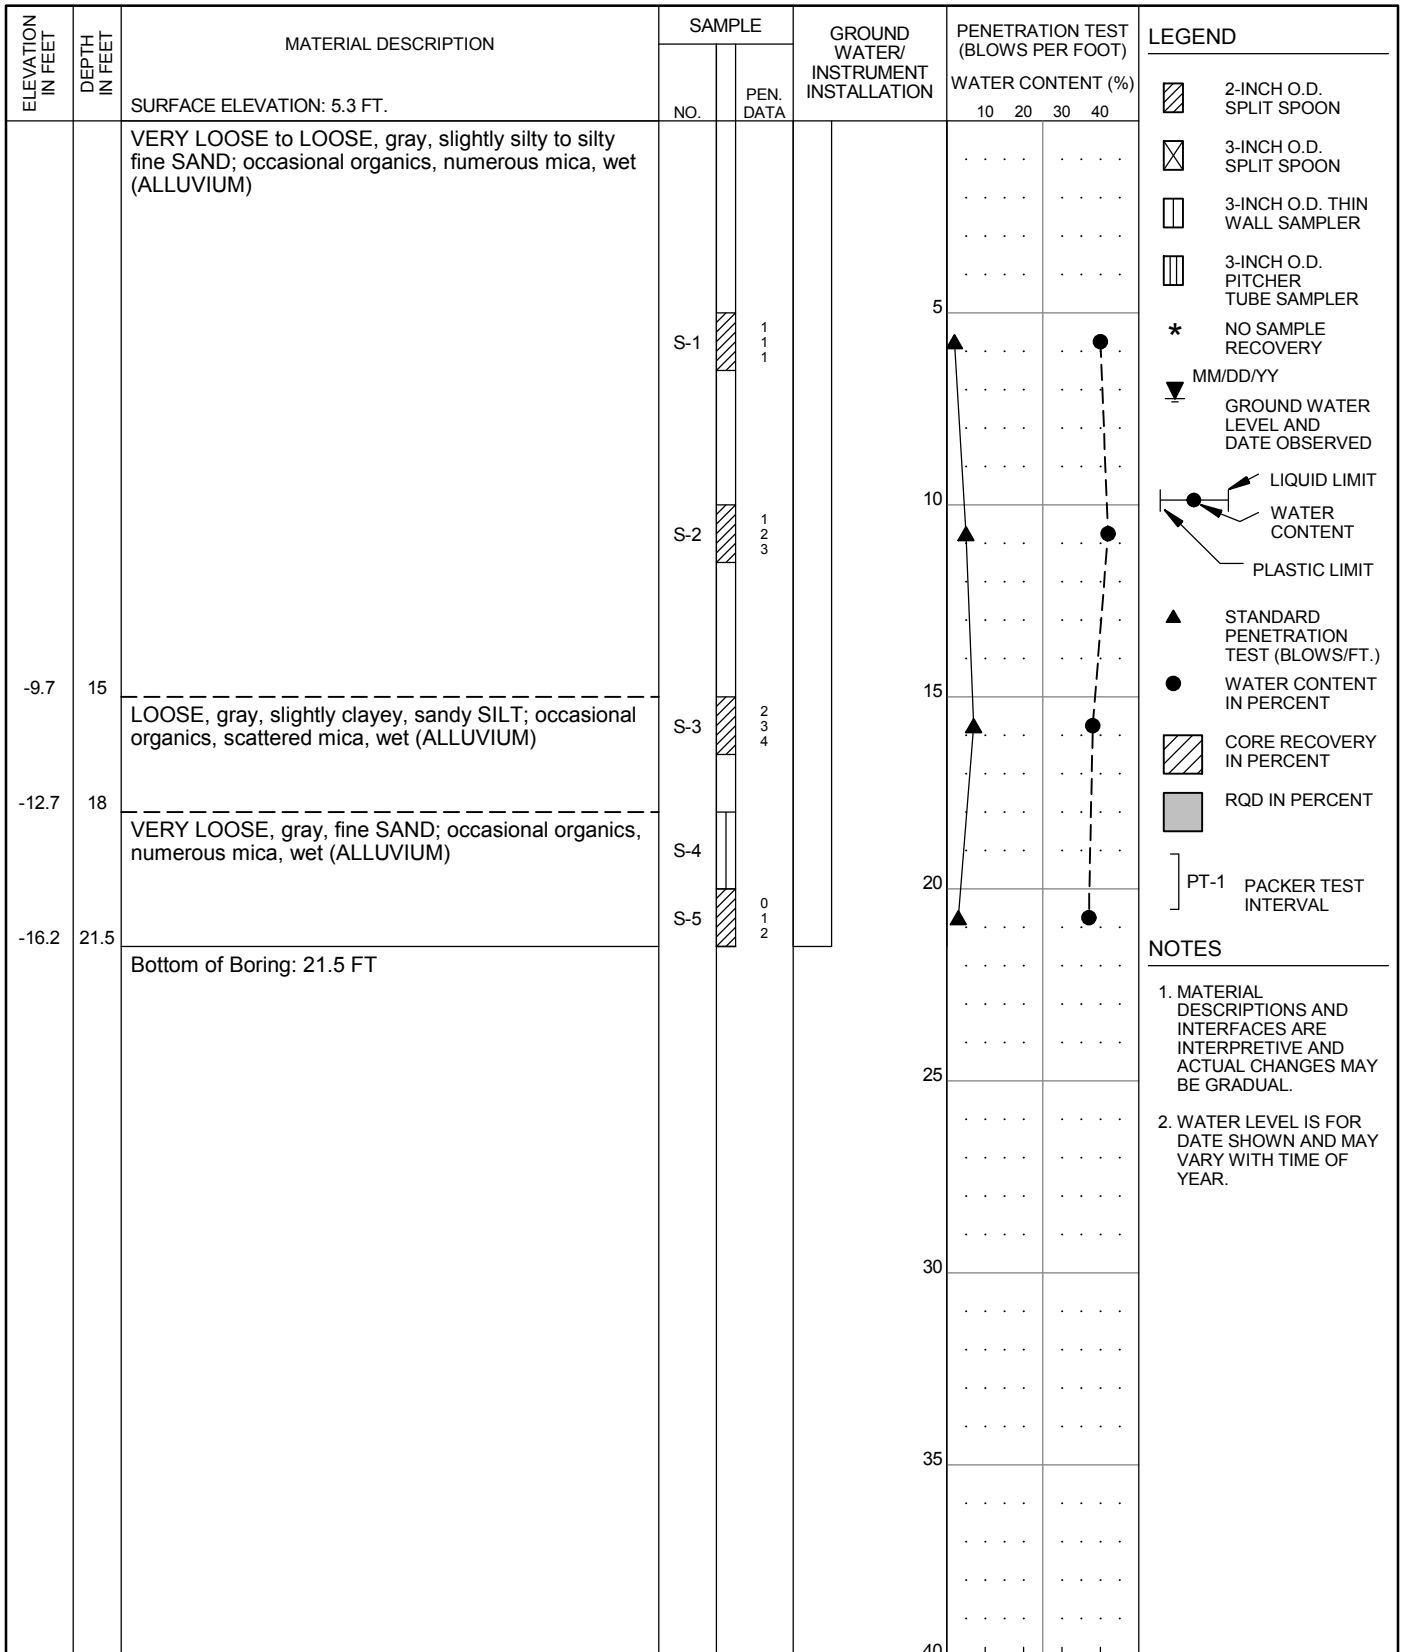 ELEVATION
IN FEET
DEPTH
IN FEET
MATERIAL DESCRIPTION
SURFACE ELEVATION: 5.3 FT.
SAMPLE
NO.
PEN.
DATA
GROUND
WATER/
INSTRUMENT
INSTALLATION
PENETRATION TEST
(BLOWS PER FOOT)
WATER CONTENT (%)
10 20 30 40
VERY LOOSE to LOOSE, gray, slightly silty to silty
fine SAND; occasional organics, numerous mica, wet
(ALLUVIUM)
5
S-1
1
1
1
10
S-2
1
2
3
-9.7 15
15
LOOSE, gray, slightly clayey, sandy SILT; occasional
organics, scattered mica, wet (ALLUVIUM)
S-3
2
3
4
-12.7 18
VERY LOOSE, gray, fine SAND; occasional organics,
numerous mica, wet (ALLUVIUM)
S-4
20
S-5
0
1
2
-16.2 21.5
Bottom of Boring: 21.5 FT
25
30
35
40
LEGEND
2-INCH O.D.
SPLIT SPOON
3-INCH O.D.
SPLIT SPOON
3-INCH O.D. THIN
WALL SAMPLER
3-INCH O.D.
PITCHER
TUBE SAMPLER
* NO SAMPLE
RECOVERY
MM/DD/YY
GROUND WATER
LEVEL AND
DATE OBSERVED
LIQUID LIMIT
WATER
CONTENT
PLASTIC LIMIT
STANDARD
PENETRATION
TEST (BLOWS/FT.)
WATER CONTENT
IN PERCENT
CORE RECOVERY
IN PERCENT
RQD IN PERCENT
PT-1 PACKER TEST
INTERVAL
NOTES
1. MATERIAL
DESCRIPTIONS AND
INTERFACES ARE
INTERPRETIVE AND
ACTUAL CHANGES MAY
BE GRADUAL.
2. WATER LEVEL IS FOR
DATE SHOWN AND MAY
VARY WITH TIME OF
YEAR.